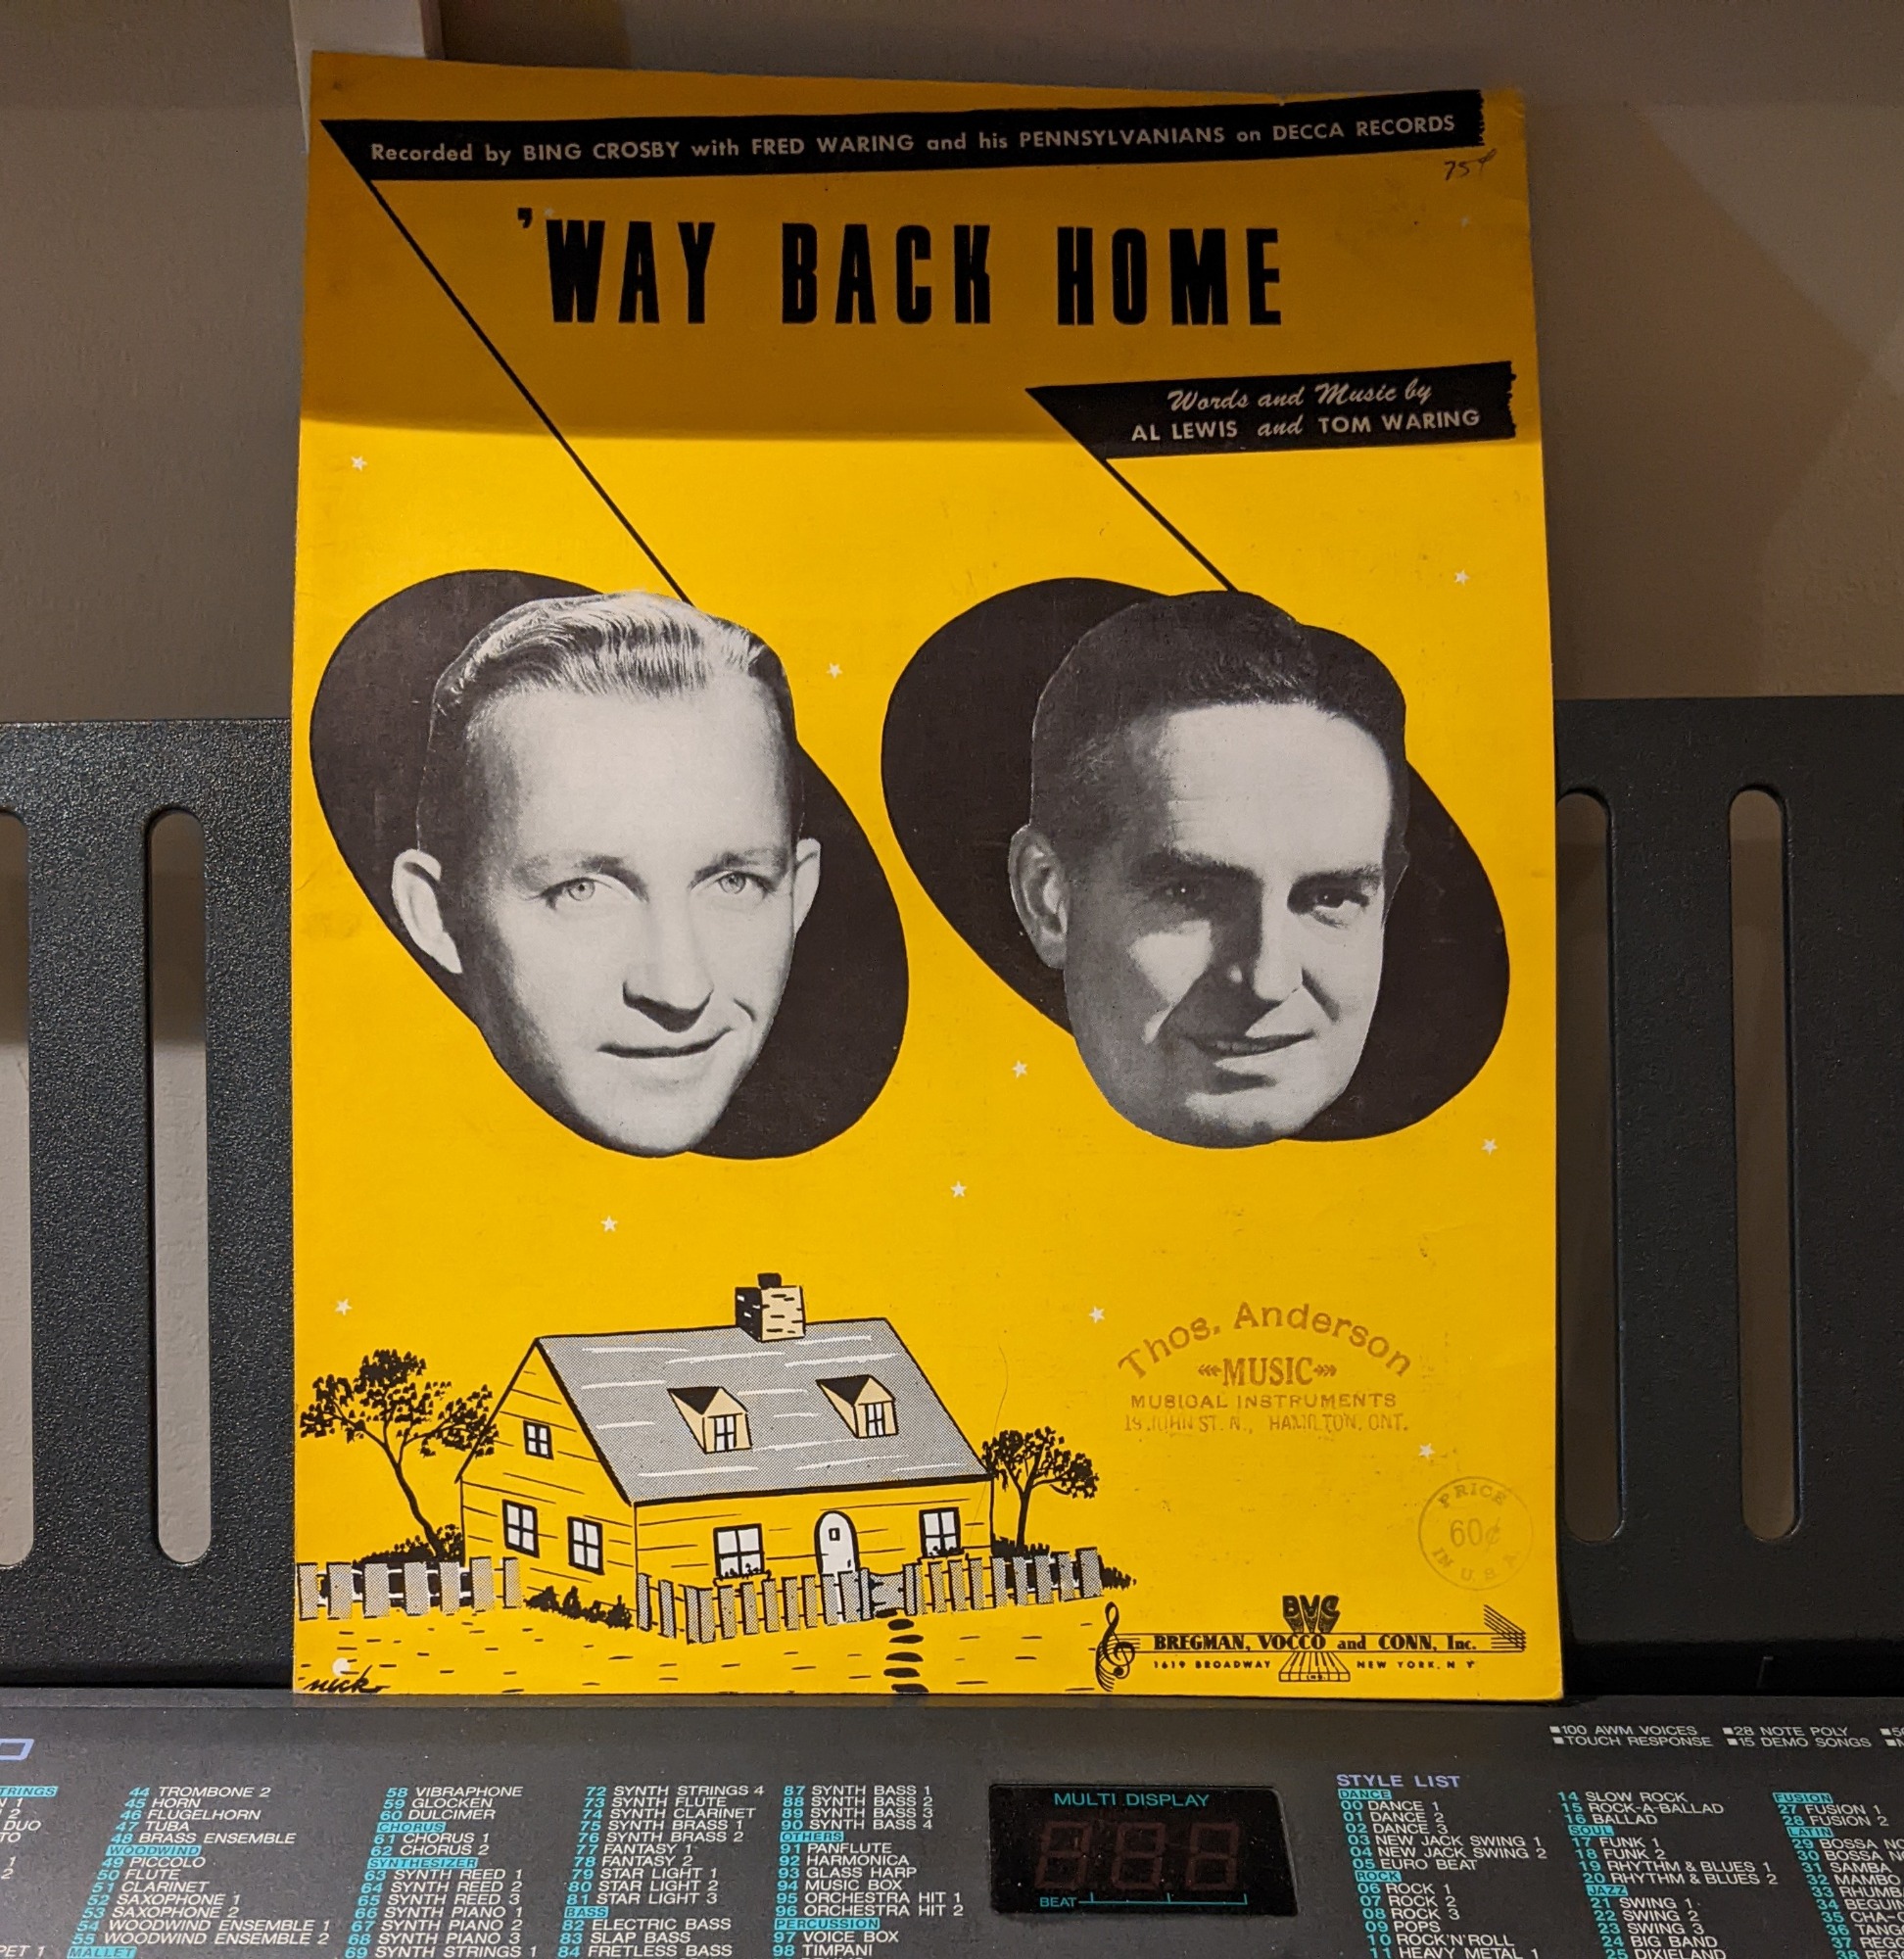 Recorded by BING CROSBY with FRED WARING and his PENNSYLVANIANS on DECCA RECORDS
75¢
'WAY BACK HOME
Words and Music by
AL LEWIS and TOM WARING
Thos. Anderson
MUSIC
MUSICAL INSTRUMENTS
19 JOHN ST. N., HAMILTON, ONT.
PRICE
60¢
IN U.S.A
BVC
BREGMAN, VOCCO and CONN, Inc.
1619 BROADWAY NEW YORK, N Y
INC
nick
■100 AWM VOICES ■28 NOTE POLY
■TOUCH RESPONSE ■15 DEMO SONGS
44 TROMBONE 2
45 HORN
46 FLUGELHORN
47 TUBA
48 BRASS ENSEMBLE
WOODWIND
49 PICCOLO
50 FLUTE
51 CLARINET
52 SAXOPHONE 1
53 SAXOPHONE 2
54 WOODWIND ENSEMBLE 1
55 WOODWIND ENSEMBLE 2
MALLET
58 VIBRAPHONE
59 GLOCKEN
60 DULCIMER
CHORUS
61 CHORUS 1
62 CHORUS 2
SYNTHESIZER
63 SYNTH REED 1
64 SYNTH REED 2
65 SYNTH REED 3
66 SYNTH PIANO 1
67 SYNTH PIANO 2
68 SYNTH PIANO 3
69 SYNTH STRINGS 1
72 SYNTH STRINGS 4
73 SYNTH FLUTE
74 SYNTH CLARINET
75 SYNTH BRASS 1
76 SYNTH BRASS 2
77 FANTASY 1
78 FANTASY 2
79 STAR LIGHT 1
80 STAR LIGHT 2
81 STAR LIGHT 3
BASS
82 ELECTRIC BASS
83 SLAP BASS
84 FRETLESS BASS
87 SYNTH BASS 1
88 SYNTH BASS 2
89 SYNTH BASS 3
90 SYNTH BASS 4
OTHERS
91 PANFLUTE
92 HARMONICA
93 GLASS HARP
94 MUSIC BOX
95 ORCHESTRA HIT 1
96 ORCHESTRA HIT 2
PERCUSSION
97 VOICE BOX
98 TIMPANI
MULTI DISPLAY
BEAT
STYLE LIST
DANCE
00 DANCE 1
01 DANCE 2
02 DANCE 3
03 NEW JACK SWING 1
04 NEW JACK SWING 2
05 EURO BEAT
ROCK
06 ROCK 1
07 ROCK 2
08 ROCK 3
09 POPS
10 ROCK'N'ROLL
11 HEAVY METAL 1
14 SLOW ROCK
15 ROCK-A-BALLAD
16 BALLAD
SOUL
17 FUNK 1
18 FUNK 2
19 RHYTHM & BLUES 1
20 RHYTHM & BLUES 2
JAZZ
21 SWING 1
22 SWING 2
23 SWING 3
24 BIG BAND
25 DIXIELAND
FUSION
27 FUSION 1
28 FUSION 2
LATIN
29 BOSSA
30 BOSSA
31 SAMBA
32 MAMBO